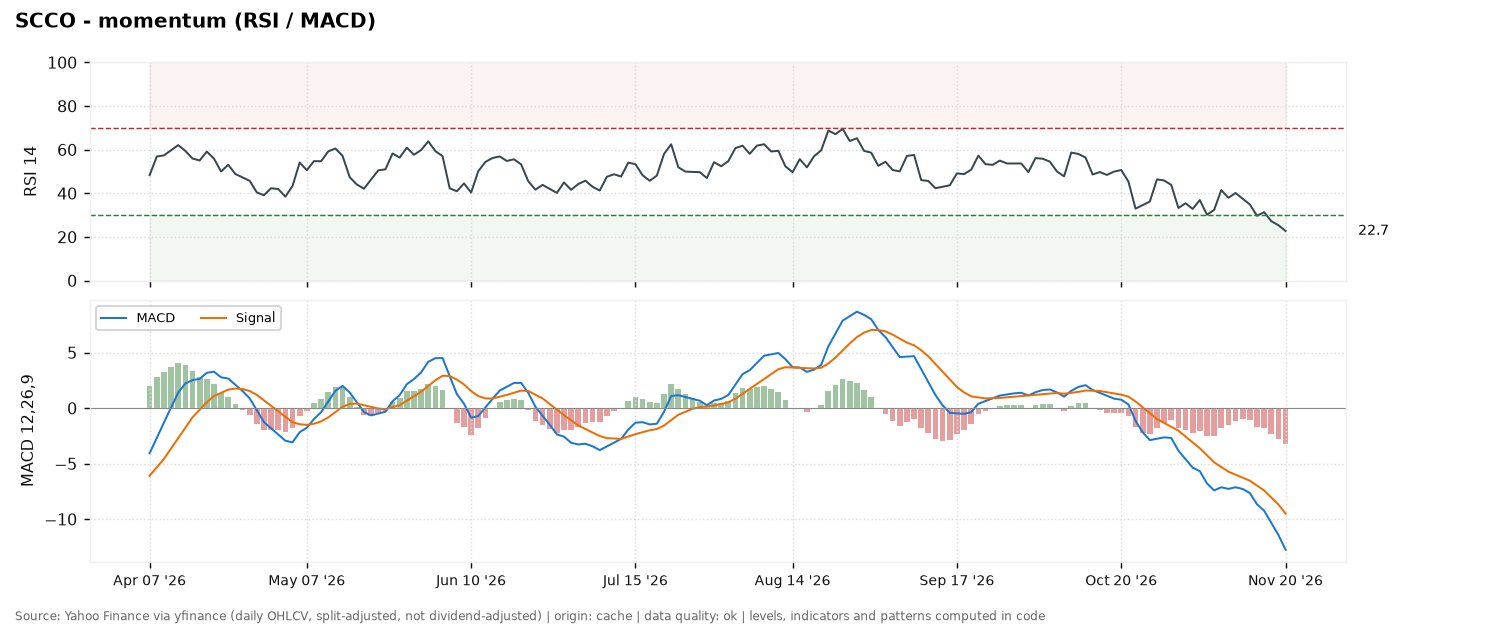 SCCO - momentum (RSI / MACD)
RSI 14
100
80
60
40
20
0
22.7
MACD 12,26,9
MACD
Signal
5
0
−5
−10
Apr 07 '26
May 07 '26
Jun 10 '26
Jul 15 '26
Aug 14 '26
Sep 17 '26
Oct 20 '26
Nov 20 '26
Source: Yahoo Finance via yfinance (daily OHLCV, split-adjusted, not dividend-adjusted) | origin: cache | data quality: ok | levels, indicators and patterns computed in code